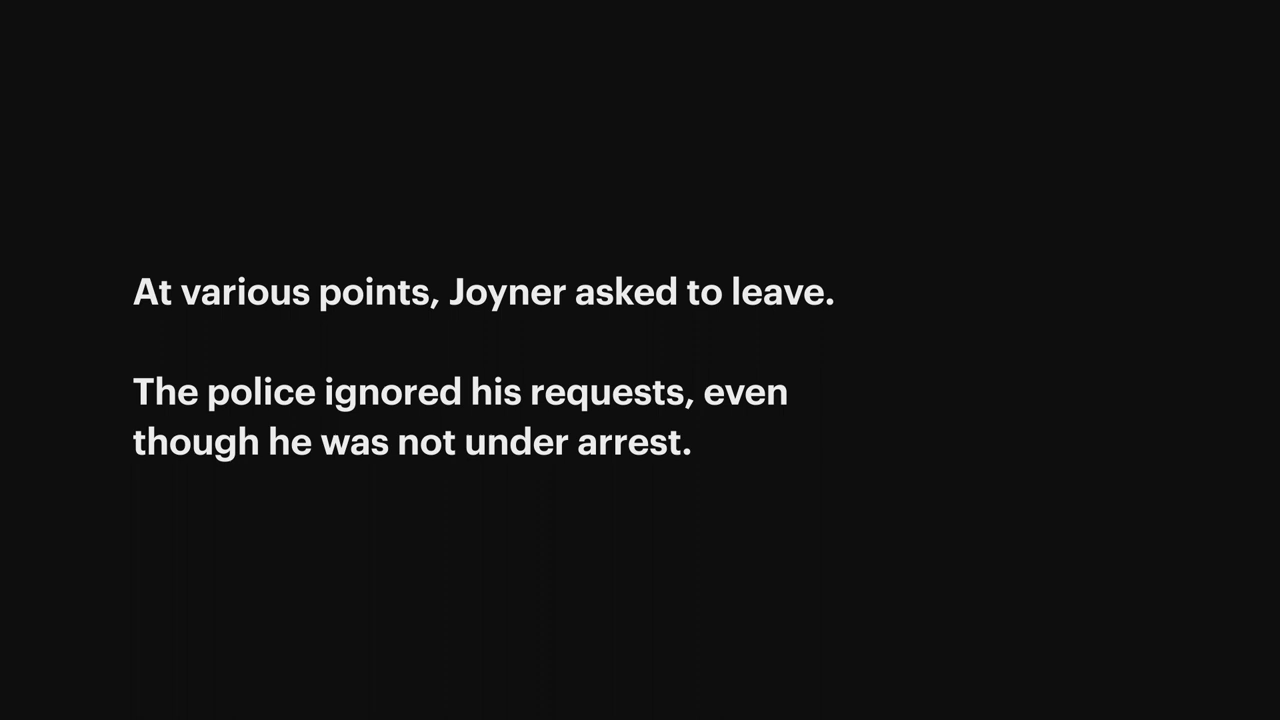 At various points, Joyner asked to leave.
The police ignored his requests, even
though he was not under arrest.